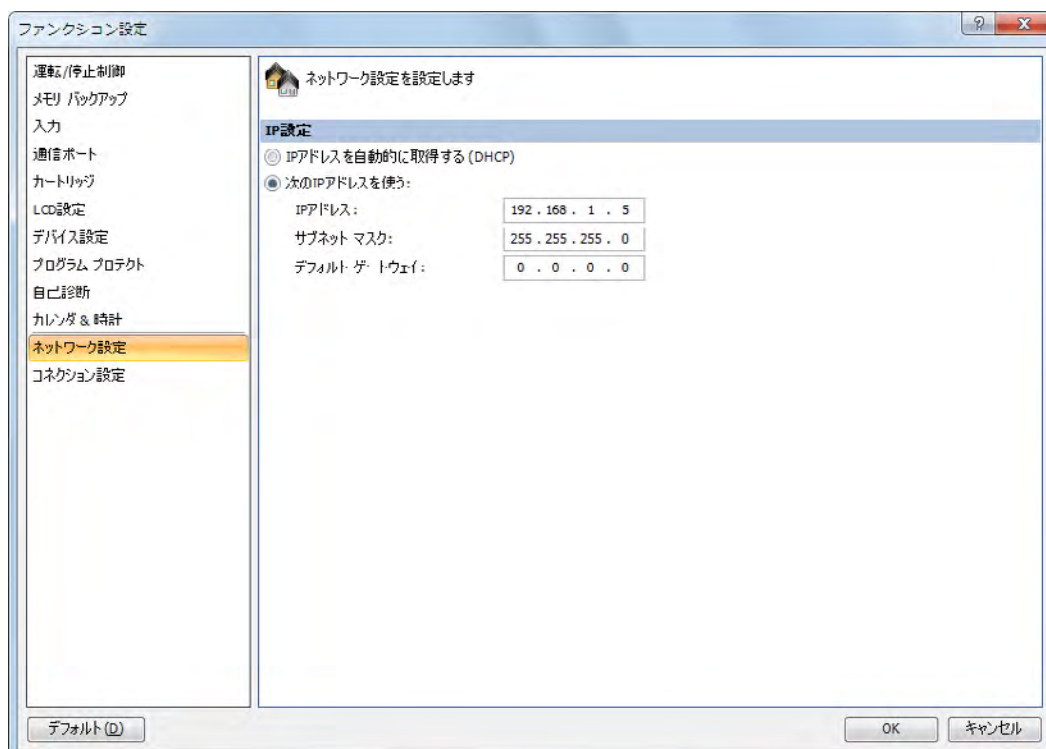 ファンクション設定
運転/停止制御
メモリ バックアップ
入力
通信ポート
カートリッジ
LCD設定
デバイス設定
プログラム プロテクト
自己診断
カレンダ & 時計
ネットワーク設定
コネクション設定
ネットワーク設定を設定します
IP設定
IPアドレスを自動的に取得する (DHCP)
次のIPアドレスを使う:
IPアドレス: 192 . 168 . 1 . 5
サブネット マスク: 255 . 255 . 255 . 0
デフォルト ゲートウェイ: 0 . 0 . 0 . 0
デフォルト(D)
OK
キャンセル